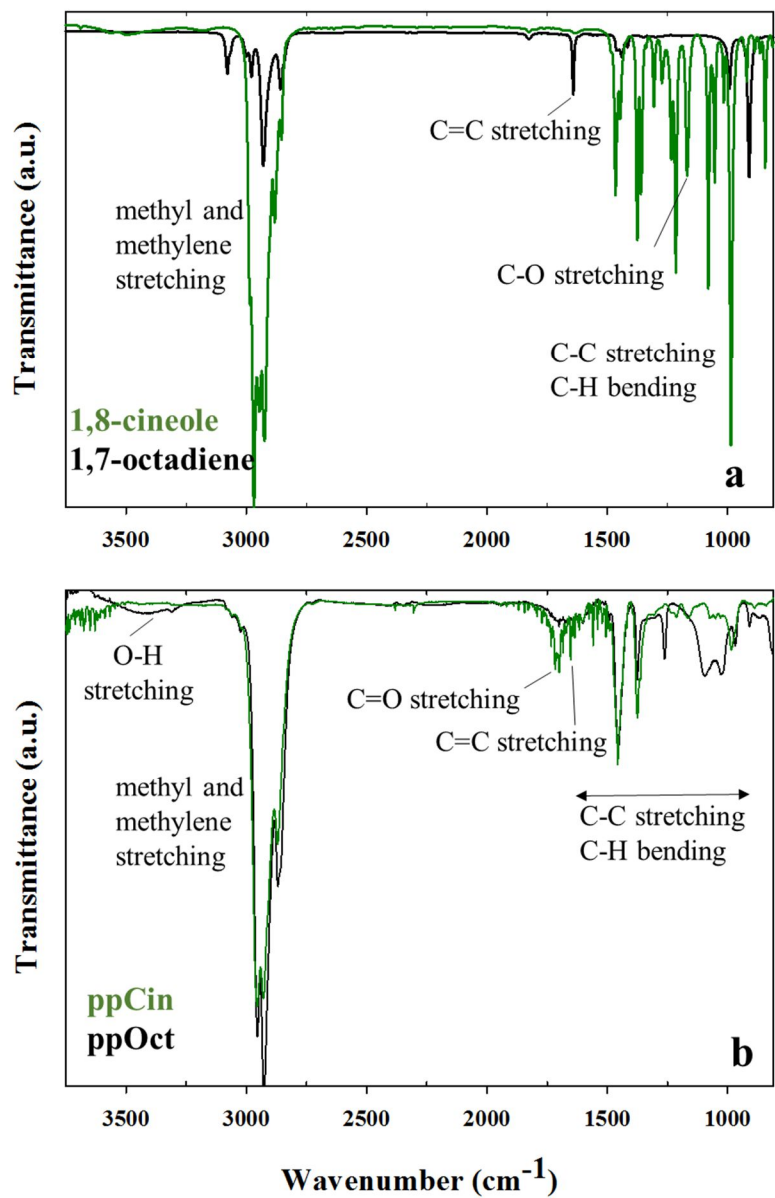 Transmittance (a.u.)
C=C stretching
methyl and
methylene
stretching
C-O stretching
C-C stretching
C-H bending
1,8-cineole
1,7-octadiene
a
3500 3000 2500 2000 1500 1000
Transmittance (a.u.)
O-H
stretching
C=O stretching
C=C stretching
methyl and
methylene
stretching
C-C stretching
C-H bending
ppCin
ppOct
b
3500 3000 2500 2000 1500 1000
Wavenumber (cm⁻¹)